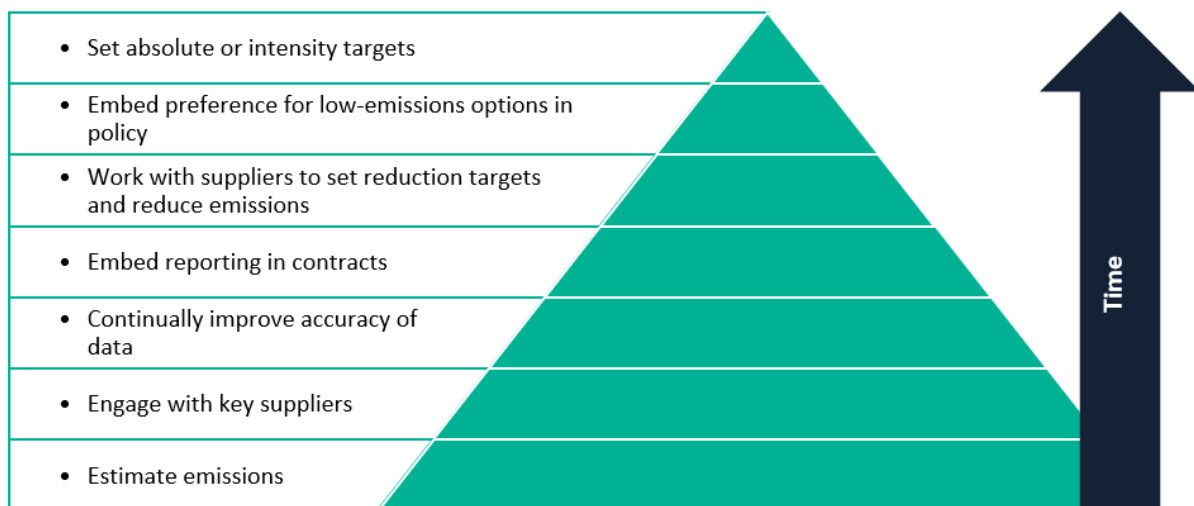 • Set absolute or intensity targets
• Embed preference for low-emissions options in
policy
• Work with suppliers to set reduction targets
and reduce emissions
• Embed reporting in contracts
• Continually improve accuracy of
data
• Engage with key suppliers
• Estimate emissions
Time